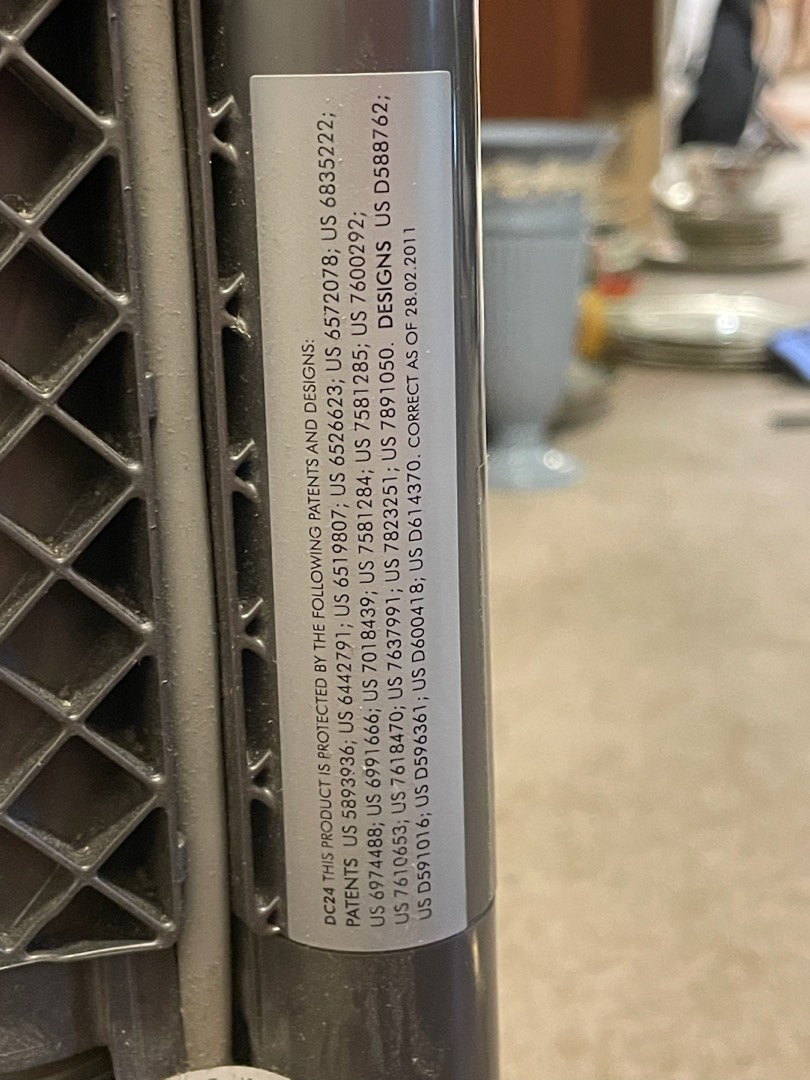 DC24 THIS PRODUCT IS PROTECTED BY THE FOLLOWING PATENTS AND DESIGNS:
PATENTS US 5893936; US 6442791; US 6519807; US 6526623; US 6572078; US 6835222;
US 6974488; US 6991666; US 7018439; US 7581284; US 7581285; US 7600292;
US 7610653; US 7618470; US 7637991; US 7823251; US 7891050. DESIGNS US D588762;
US D591016; US D596361; US D600418; US D614370. CORRECT AS OF 28.02.2011